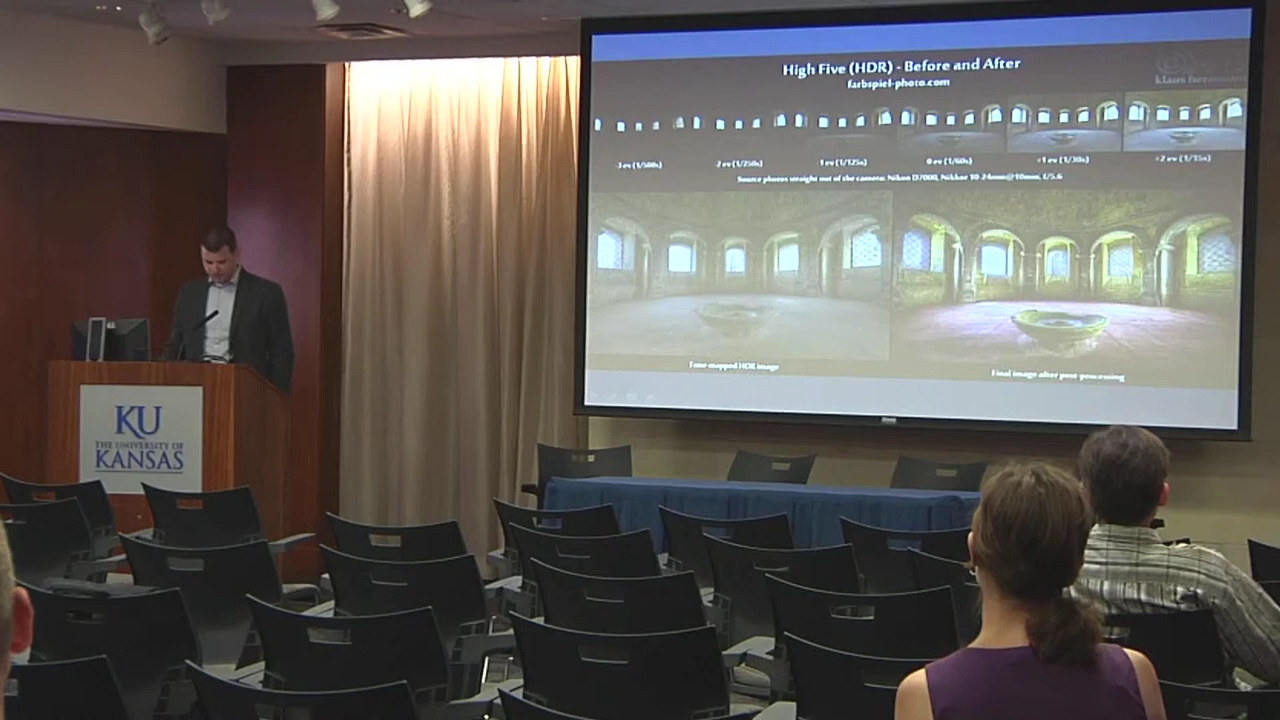 High Five (HDR) - Before and After
farbspiel-photo.com
-3 ev (1/500s) -2 ev (1/250s) -1 ev (1/125s) 0 ev (1/60s) +1 ev (1/30s) +2 ev (1/15s)
Source photos straight out of the camera: Nikon D7000, Nikkor 10-24mm@10mm, f/5.6
Tone-mapped HDR image
Final image after post processing
KU
THE UNIVERSITY OF
KANSAS